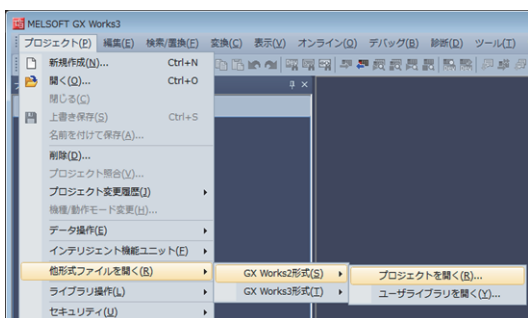 MELSOFT GX Works3
プロジェクト(P) 編集(E) 検索/置換(F) 変換(C) 表示(V) オンライン(O) デバッグ(B) 診断(D) ツール(T)
新規作成(N)... Ctrl+N
開く(O)... Ctrl+O
閉じる(C)
上書き保存(S) Ctrl+S
名前を付けて保存(A)...
削除(D)...
プロジェクト照合(V)...
プロジェクト変更履歴(J)
機種/動作モード変更(H)...
データ操作(E)
インテリジェント機能ユニット(F)
他形式ファイルを開く(R) GX Works2形式(S) プロジェクトを開く(R)...
ライブラリ操作(L) GX Works3形式(T) ユーザライブラリを開く(Y)...
セキュリティ(U)